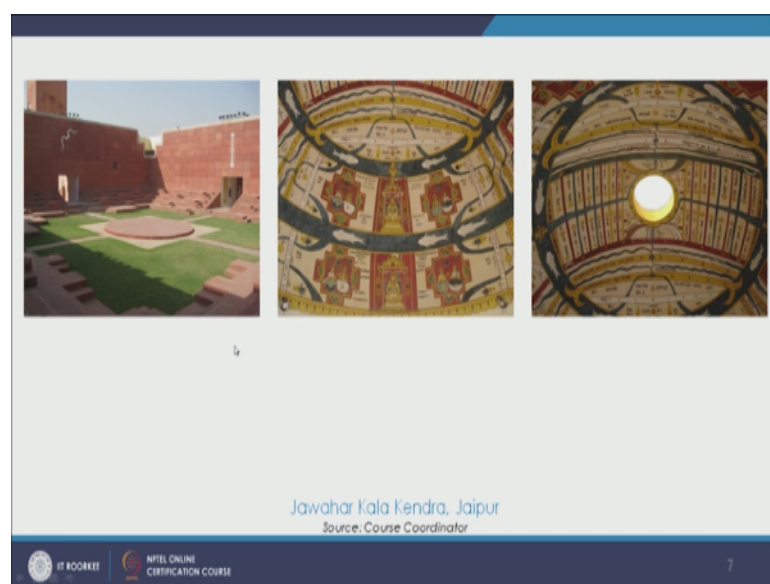 Jawahar Kala Kendra, Jaipur
Source: Course Coordinator
IIT ROORKEE
NPTEL ONLINE
CERTIFICATION COURSE
7